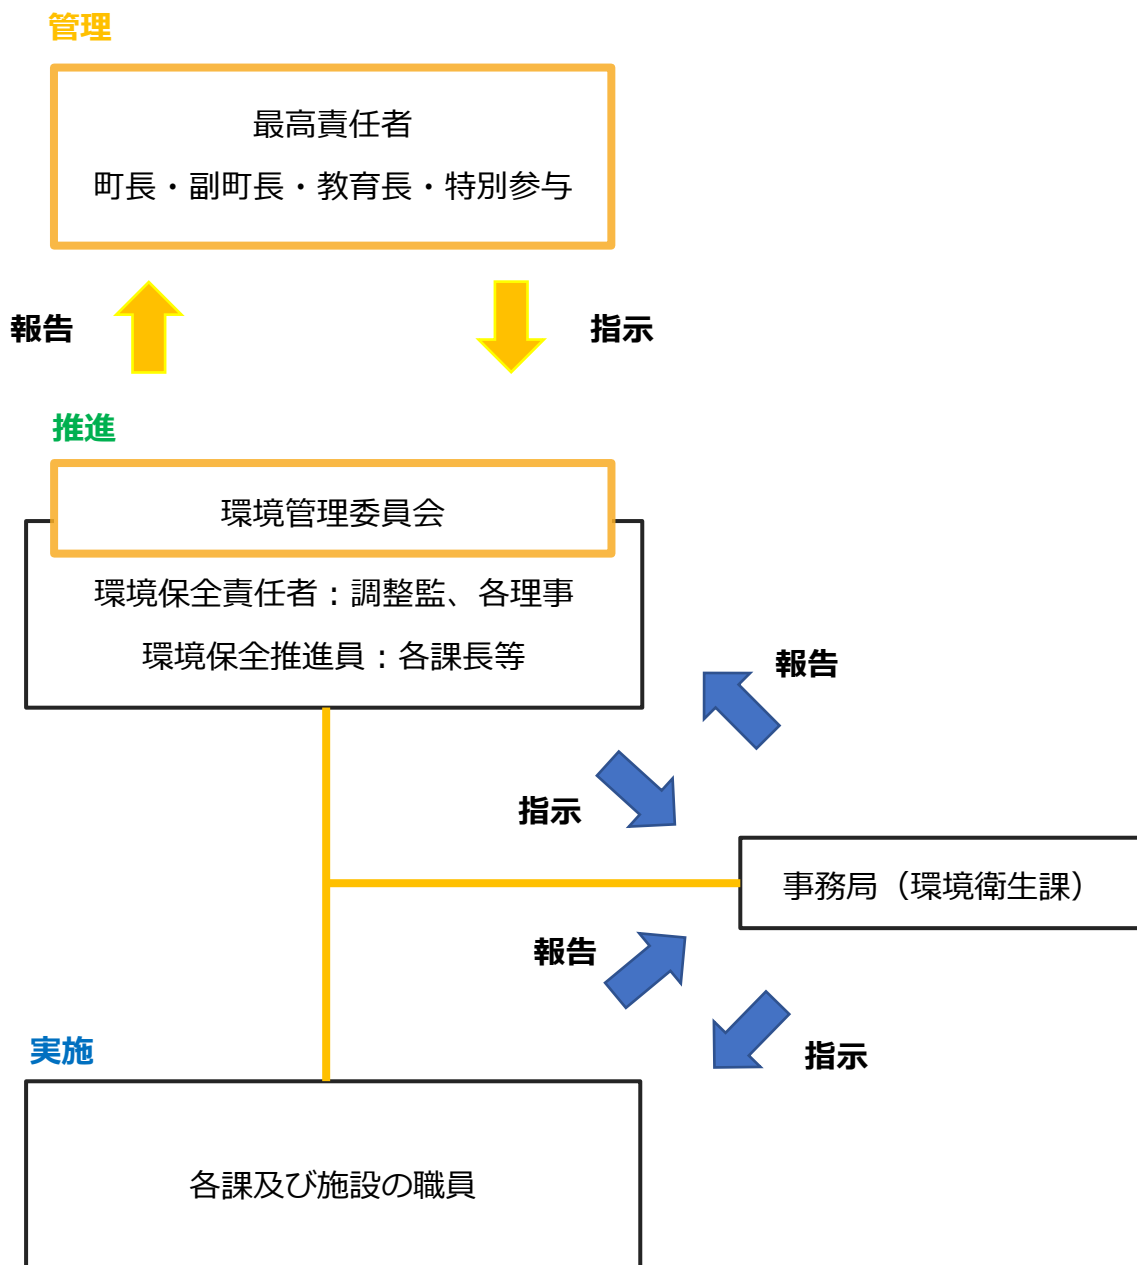 管理
最高責任者
町長・副町長・教育長・特別参与
報告
指示
推進
環境管理委員会
環境保全責任者：調整監、各理事
環境保全推進員：各課長等
報告
指示
事務局（環境衛生課）
報告
指示
実施
各課及び施設の職員